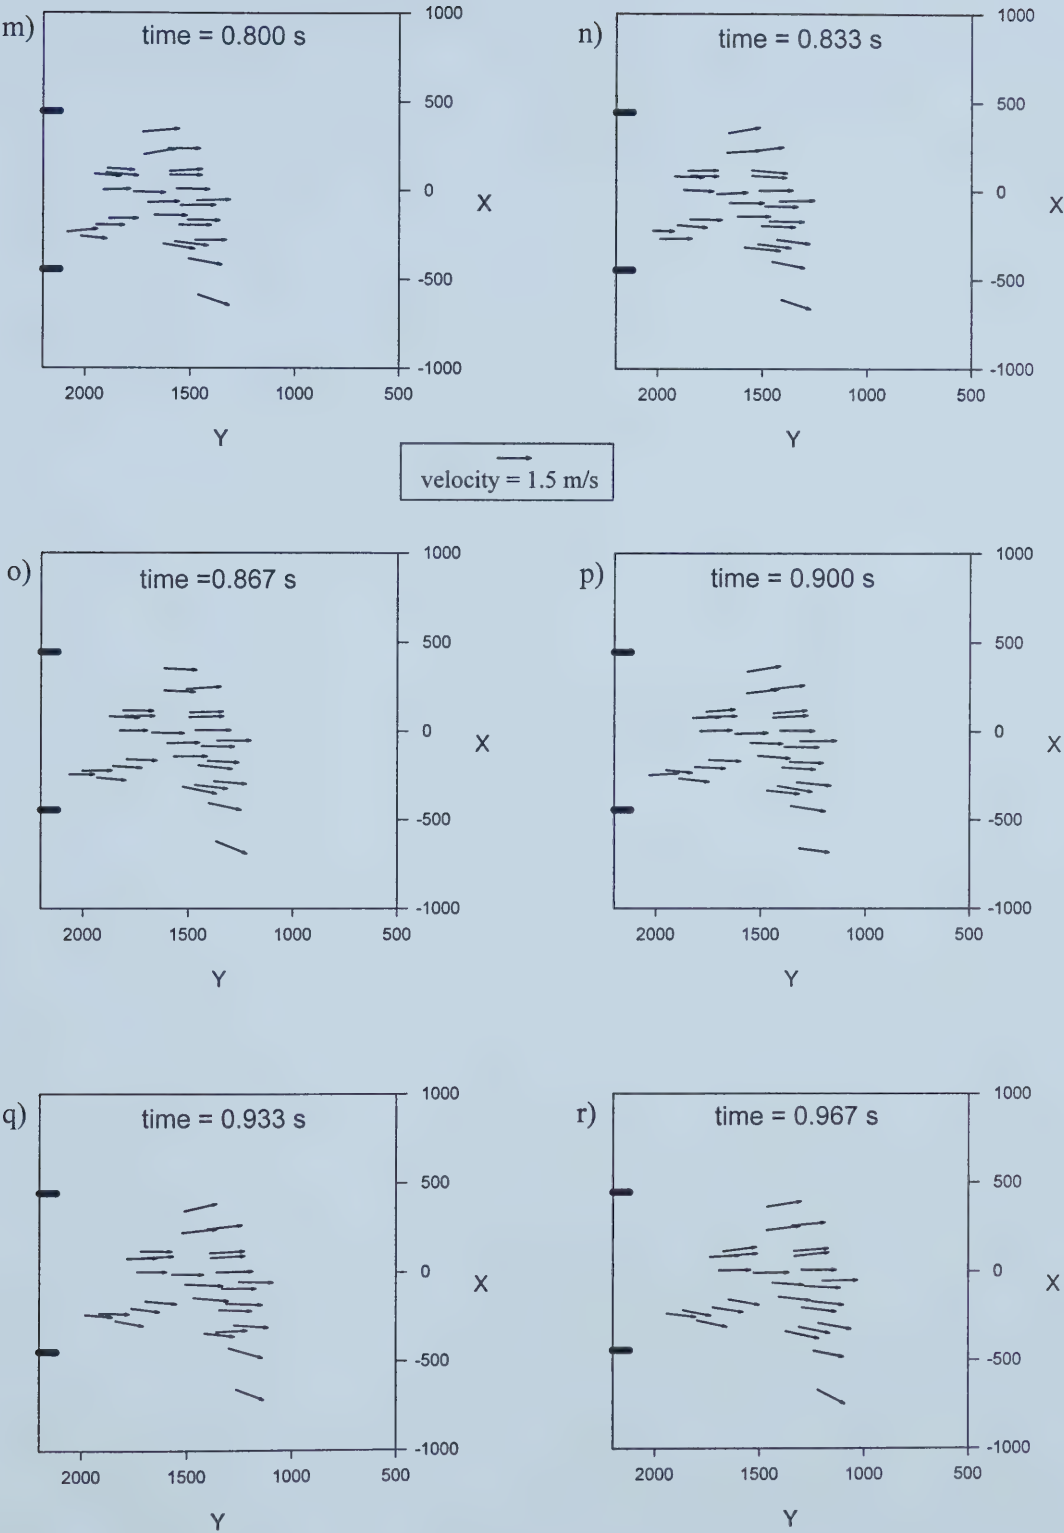 m)
time = 0.800 s
1000
500
0
-500
-1000
X
2000 1500 1000 500
Y
n)
time = 0.833 s
1000
500
0
-500
-1000
X
2000 1500 1000 500
Y
velocity = 1.5 m/s
o)
time =0.867 s
1000
500
0
-500
-1000
X
2000 1500 1000 500
Y
p)
time = 0.900 s
1000
500
0
-500
-1000
X
2000 1500 1000 500
Y
q)
time = 0.933 s
1000
500
0
-500
-1000
X
2000 1500 1000 500
Y
r)
time = 0.967 s
1000
500
0
-500
-1000
X
2000 1500 1000 500
Y